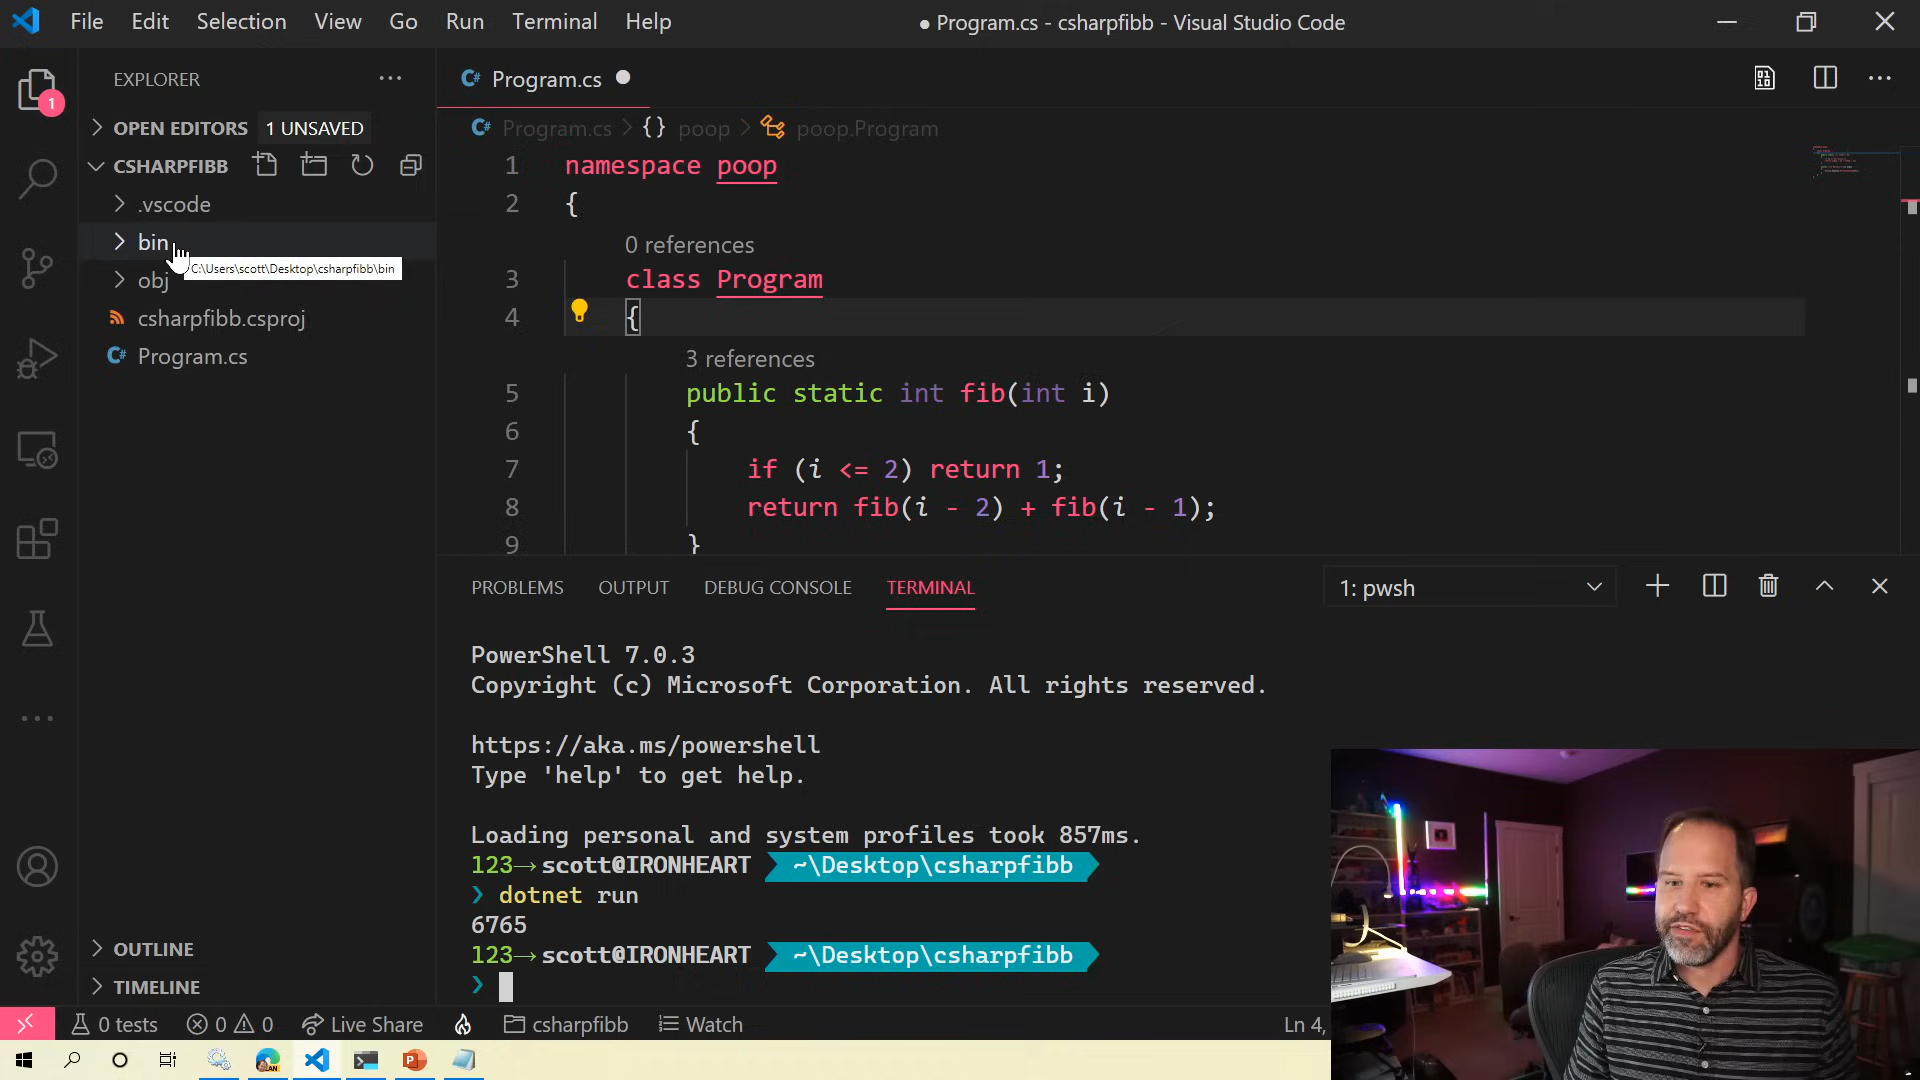 File Edit Selection View Go Run Terminal Help
● Program.cs - csharpfibb - Visual Studio Code
EXPLORER
1
OPEN EDITORS 1 UNSAVED
CSHARPFIBB
.vscode
bin
C:\Users\scott\Desktop\csharpfibb\bin
obj
csharpfibb.csproj
C# Program.cs
OUTLINE
TIMELINE
C# Program.cs
C# Program.cs > {} poop > poop.Program
1 namespace poop
2 {
0 references
3 class Program
4 {
3 references
5 public static int fib(int i)
6 {
7 if (i <= 2) return 1;
8 return fib(i - 2) + fib(i - 1);
9 }
PROBLEMS OUTPUT DEBUG CONSOLE TERMINAL
1: pwsh
PowerShell 7.0.3
Copyright (c) Microsoft Corporation. All rights reserved.
https://aka.ms/powershell
Type 'help' to get help.
Loading personal and system profiles took 857ms.
123→scott@IRONHEART ~\Desktop\csharpfibb
❯ dotnet run
6765
123→scott@IRONHEART ~\Desktop\csharpfibb
❯
0 tests 0 0 Live Share csharpfibb Watch
Ln 4,